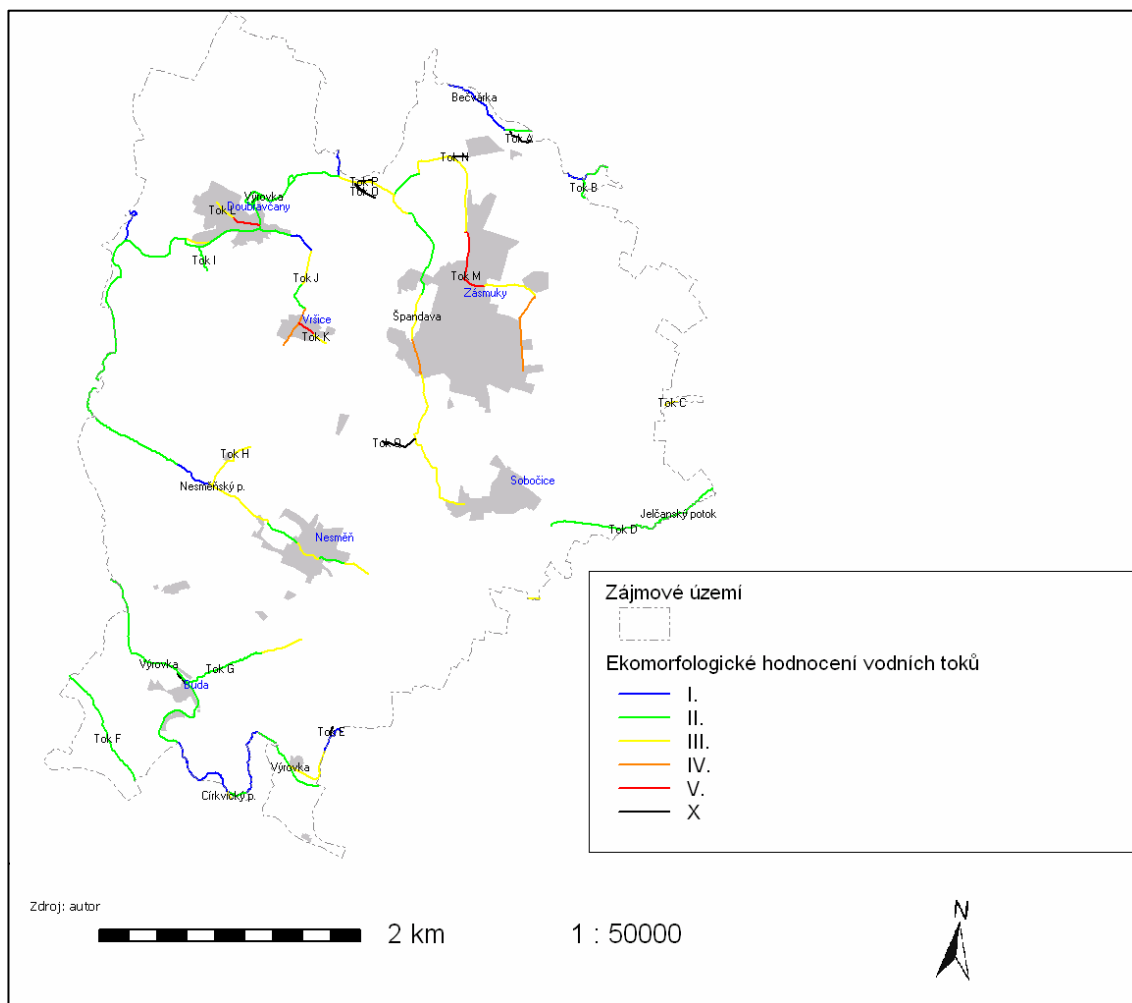 Bečvářka
Tok A
Tok N
Tok P
Tok O
Tok B
Výrovka
Doubravčany
Tok L
Tok I
Tok J
Tok M
Zásmuky
Špandava
Vršice
Tok K
Tok C
Tok H
Tok Q
Nesměňský p.
Sobočice
Jelčanský potok
Tok D
Nesměň
Výrovka
Tok G
Buda
Tok F
Tok E
Výrovka
Církvický p.
Zájmové území
Ekomorfologické hodnocení vodních toků
I.
II.
III.
IV.
V.
X
Zdroj: autor
2 km
1 : 50000
N